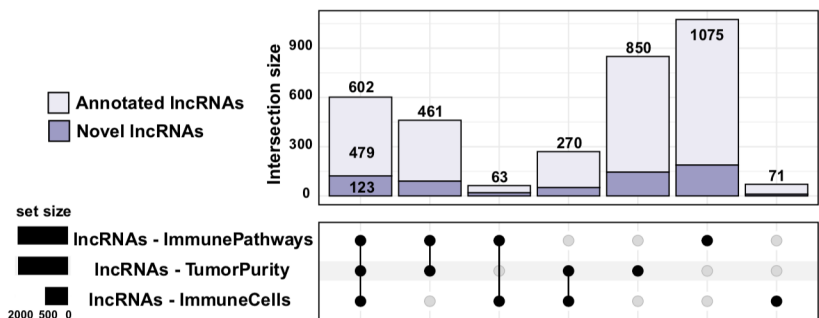 1075
850
900
602
600
461
479
300
270
123
63
71
0
Intersection size
Annotated lncRNAs
Novel lncRNAs
set size
lncRNAs - ImmunePathways
lncRNAs - TumorPurity
lncRNAs - ImmuneCells
2000 500 0